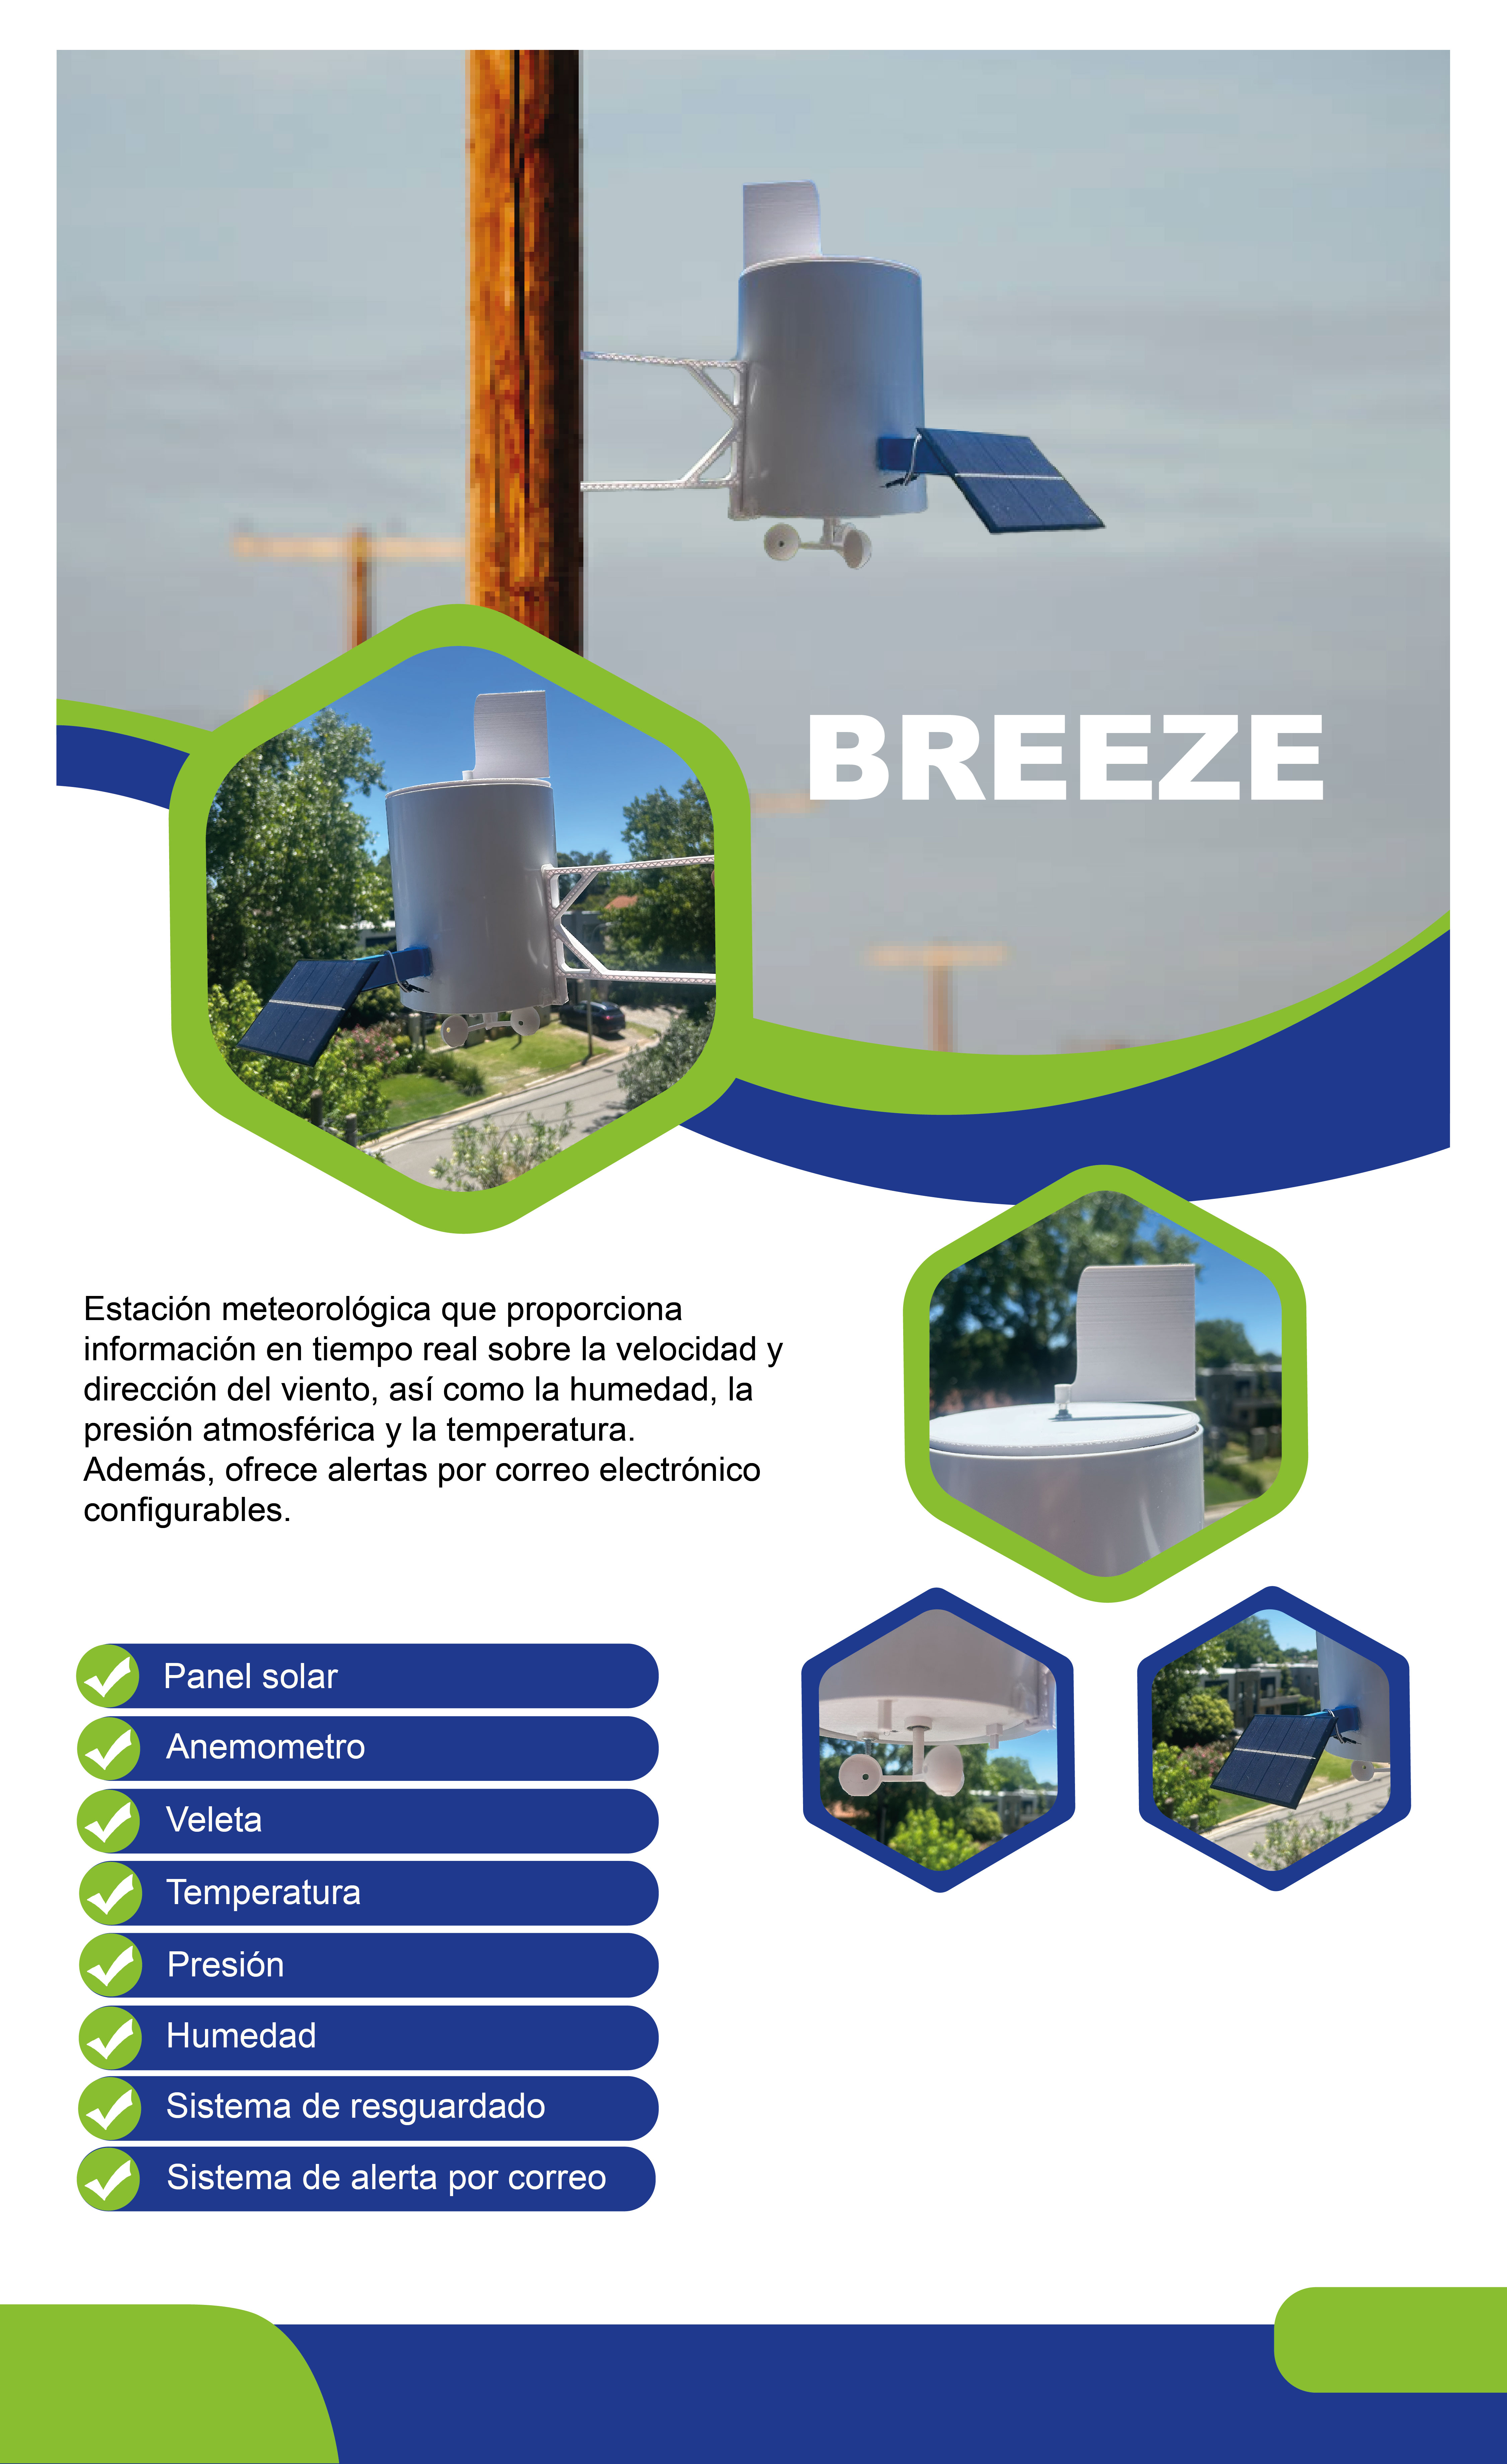 BREEZE
Estación meteorológica que proporciona
información en tiempo real sobre la velocidad y
dirección del viento, así como la humedad, la
presión atmosférica y la temperatura.
Además, ofrece alertas por correo electrónico
configurables.
Panel solar
Anemometro
Veleta
Temperatura
Presión
Humedad
Sistema de resguardado
Sistema de alerta por correo